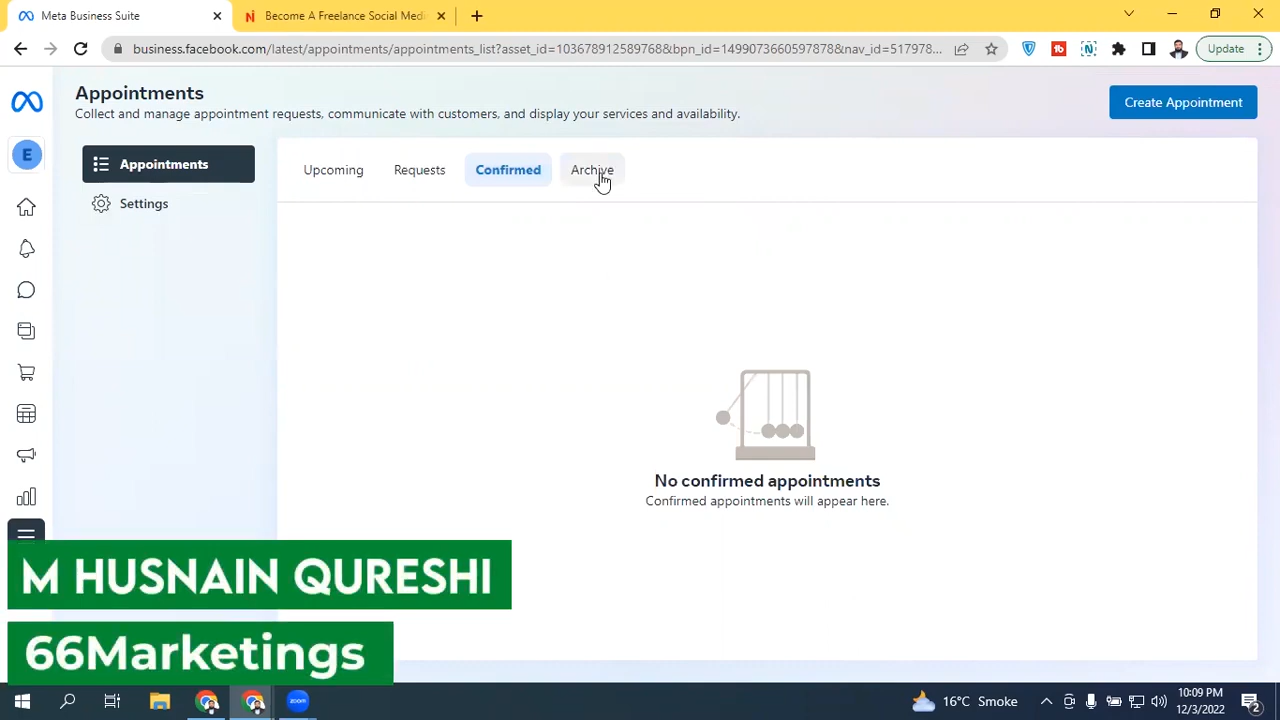 Meta Business Suite
Become A Freelance Social Medi
business.facebook.com/latest/appointments/appointments_list?asset_id=103678912589768&bpn_id=1499073660597878&nav_id=517978...
Update
Appointments
Collect and manage appointment requests, communicate with customers, and display your services and availability.
Create Appointment
E
Appointments
Settings
Upcoming
Requests
Confirmed
Archive
No confirmed appointments
Confirmed appointments will appear here.
M HUSNAIN QURESHI
66Marketings
zoom
16°C Smoke
10:09 PM
12/3/2022
2